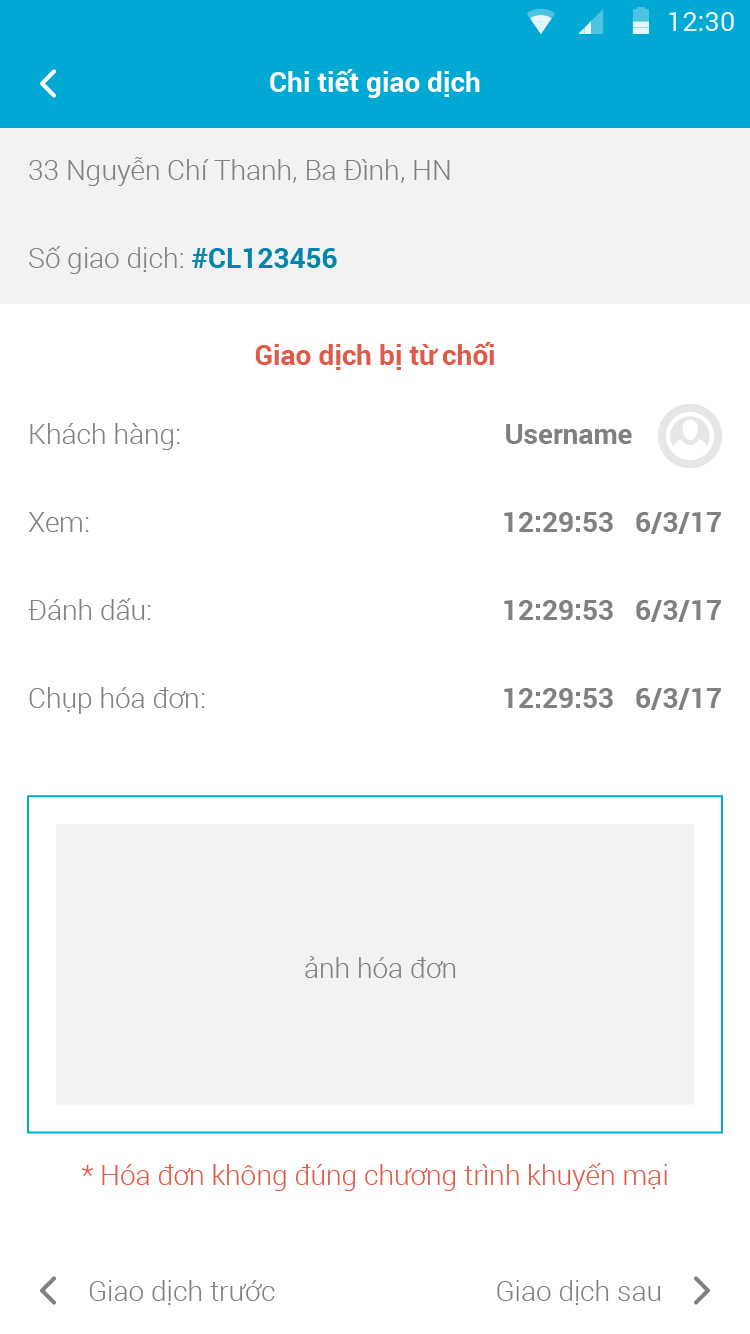 12:30
Chi tiết giao dịch
33 Nguyễn Chí Thanh, Ba Đình, HN
Số giao dịch: #CL123456
Giao dịch bị từ chối
Khách hàng: Username
Xem: 12:29:53 6/3/17
Đánh dấu: 12:29:53 6/3/17
Chụp hóa đơn: 12:29:53 6/3/17
ảnh hóa đơn
* Hóa đơn không đúng chương trình khuyến mại
Giao dịch trước Giao dịch sau